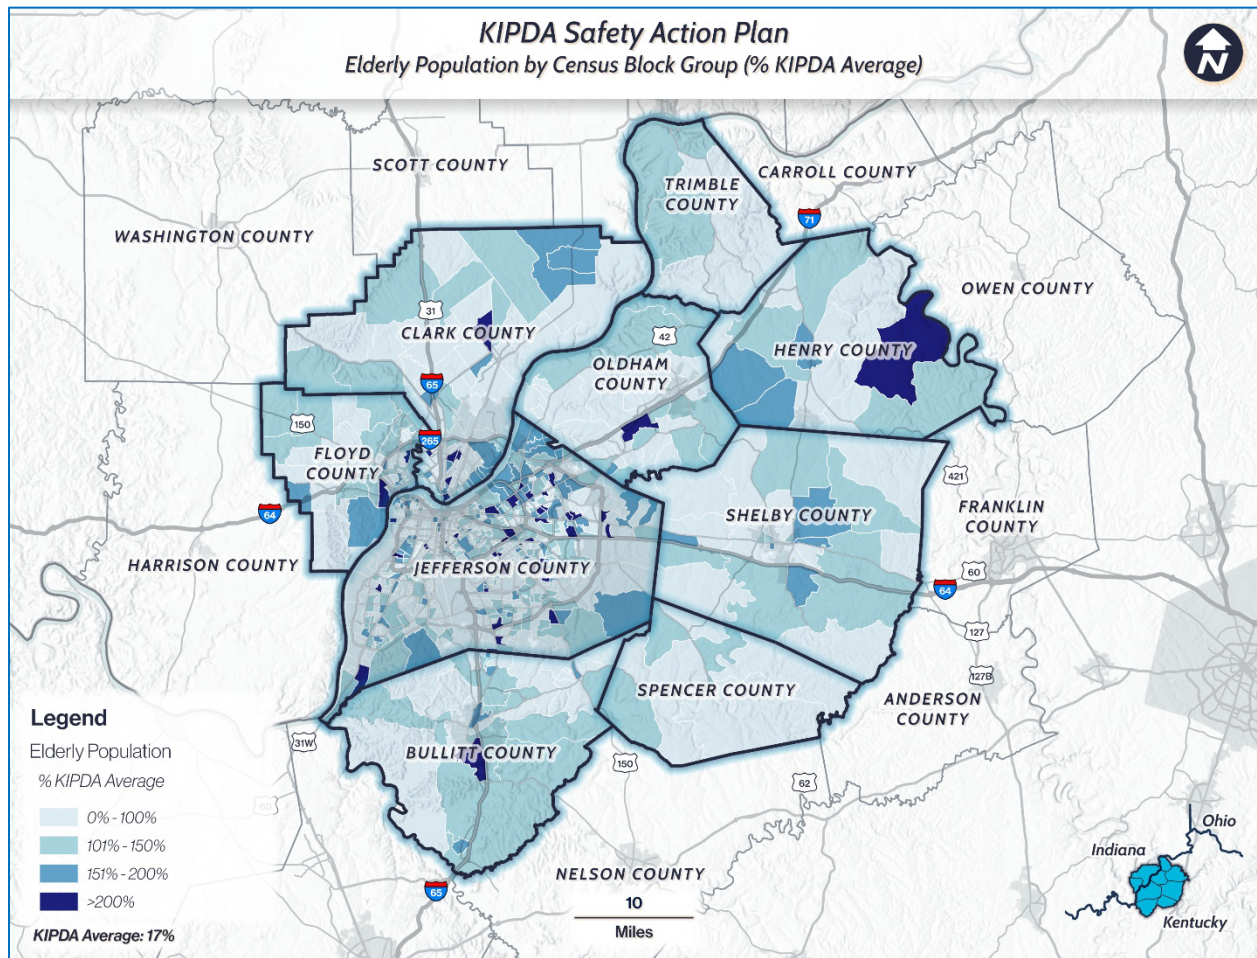 KIPDA Safety Action Plan
Elderly Population by Census Block Group (% KIPDA Average)
N
SCOTT COUNTY
TRIMBLE
COUNTY
CARROLL COUNTY
71
WASHINGTON COUNTY
OWEN COUNTY
31
CLARK COUNTY
42
OLDHAM
COUNTY
HENRY COUNTY
65
150
265
FLOYD
COUNTY
421
64
SHELBY COUNTY
FRANKLIN
COUNTY
HARRISON COUNTY
JEFFERSON COUNTY
60
64
127
127B
SPENCER COUNTY
ANDERSON
COUNTY
31W
BULLITT COUNTY
150
62
60
NELSON COUNTY
65
10
Miles
Legend
Elderly Population
% KIPDA Average
0% - 100%
101% - 150%
151% - 200%
>200%
KIPDA Average: 17%
Ohio
Indiana
Kentucky